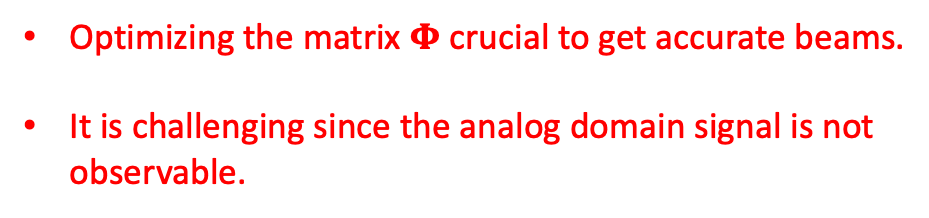 • Optimizing the matrix Φ crucial to get accurate beams.
• It is challenging since the analog domain signal is not
observable.